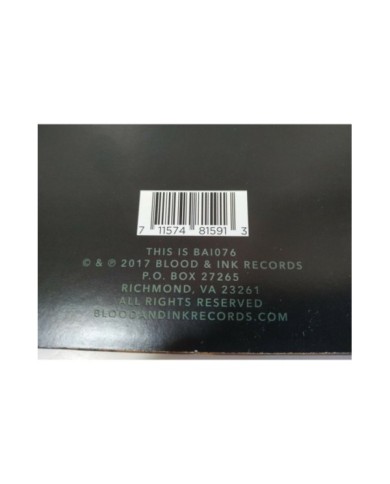 7 11574 81591 3
THIS IS BAI076
© & ℗ 2017 BLOOD & INK RECORDS
P.O. BOX 27265
RICHMOND, VA 23261
ALL RIGHTS RESERVED
BLOODANDINKRECORDS.COM